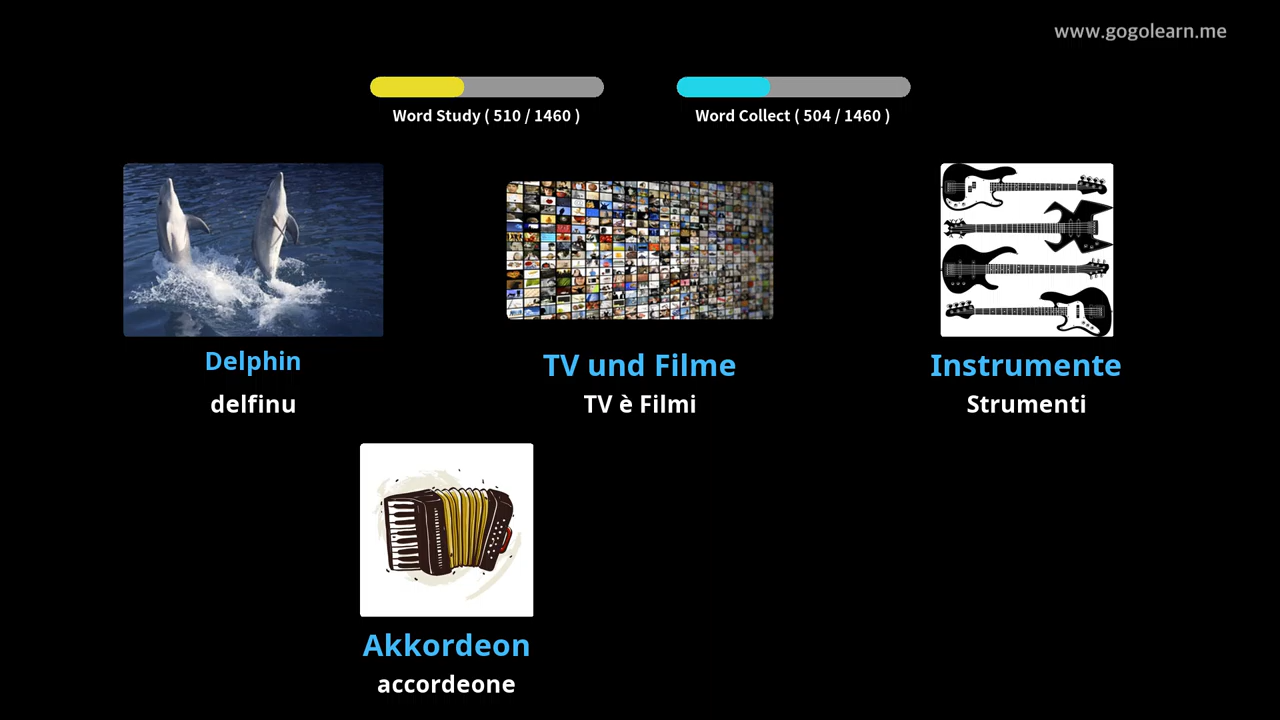 www.gogolearn.me
Word Study ( 510 / 1460 )
Word Collect ( 504 / 1460 )
Delphin
delfinu
TV und Filme
TV è Filmi
Instrumente
Strumenti
Akkordeon
accordeone